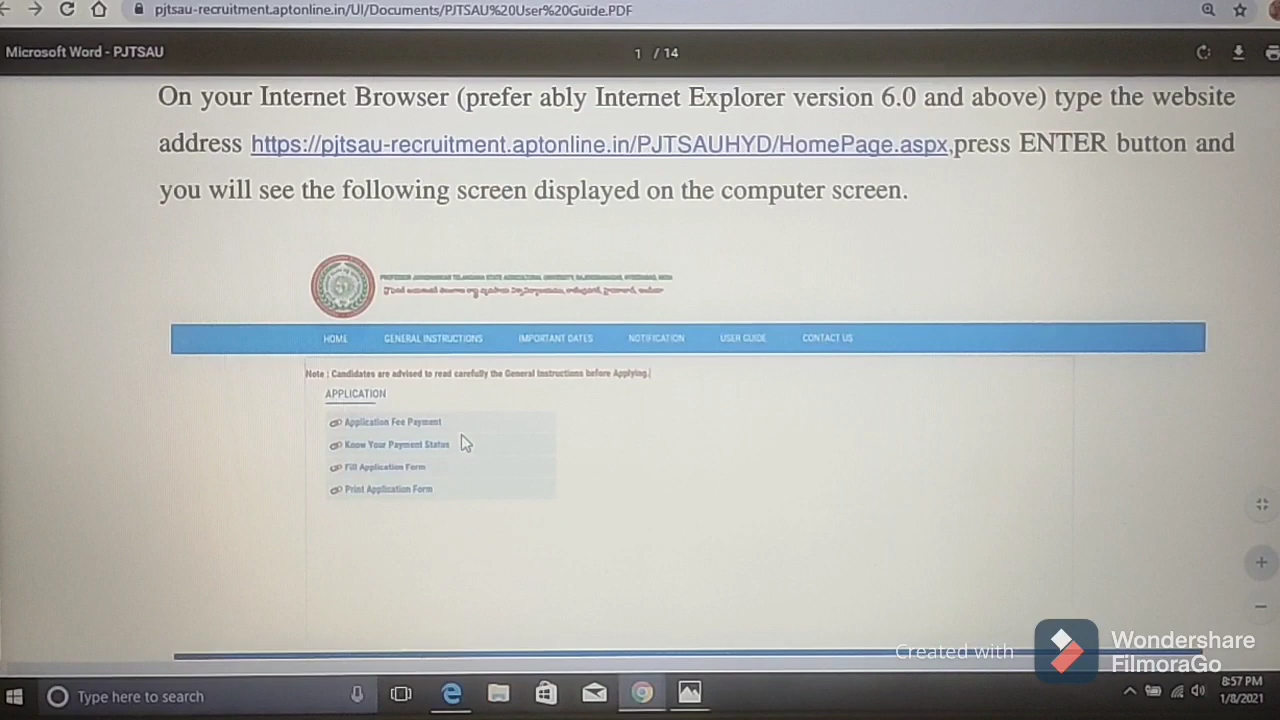 pjtsau-recruitment.aptonline.in/UI/Documents/PJTSAU%20User%20Guide.PDF
Microsoft Word - PJTSAU
1 / 14
On your Internet Browser (prefer ably Internet Explorer version 6.0 and above) type the website
address https://pjtsau-recruitment.aptonline.in/PJTSAUHYD/HomePage.aspx,press ENTER button and
you will see the following screen displayed on the computer screen.
HOME GENERAL INSTRUCTIONS IMPORTANT DATES NOTIFICATION USER GUIDE CONTACT US
Note : Candidates are advised to read carefully the General Instructions before Applying.
APPLICATION
Application Fee Payment
Know Your Payment Status
Fill Application Form
Print Application Form
Created with
Wondershare
FilmoraGo
Type here to search
8:57 PM
1/8/2021